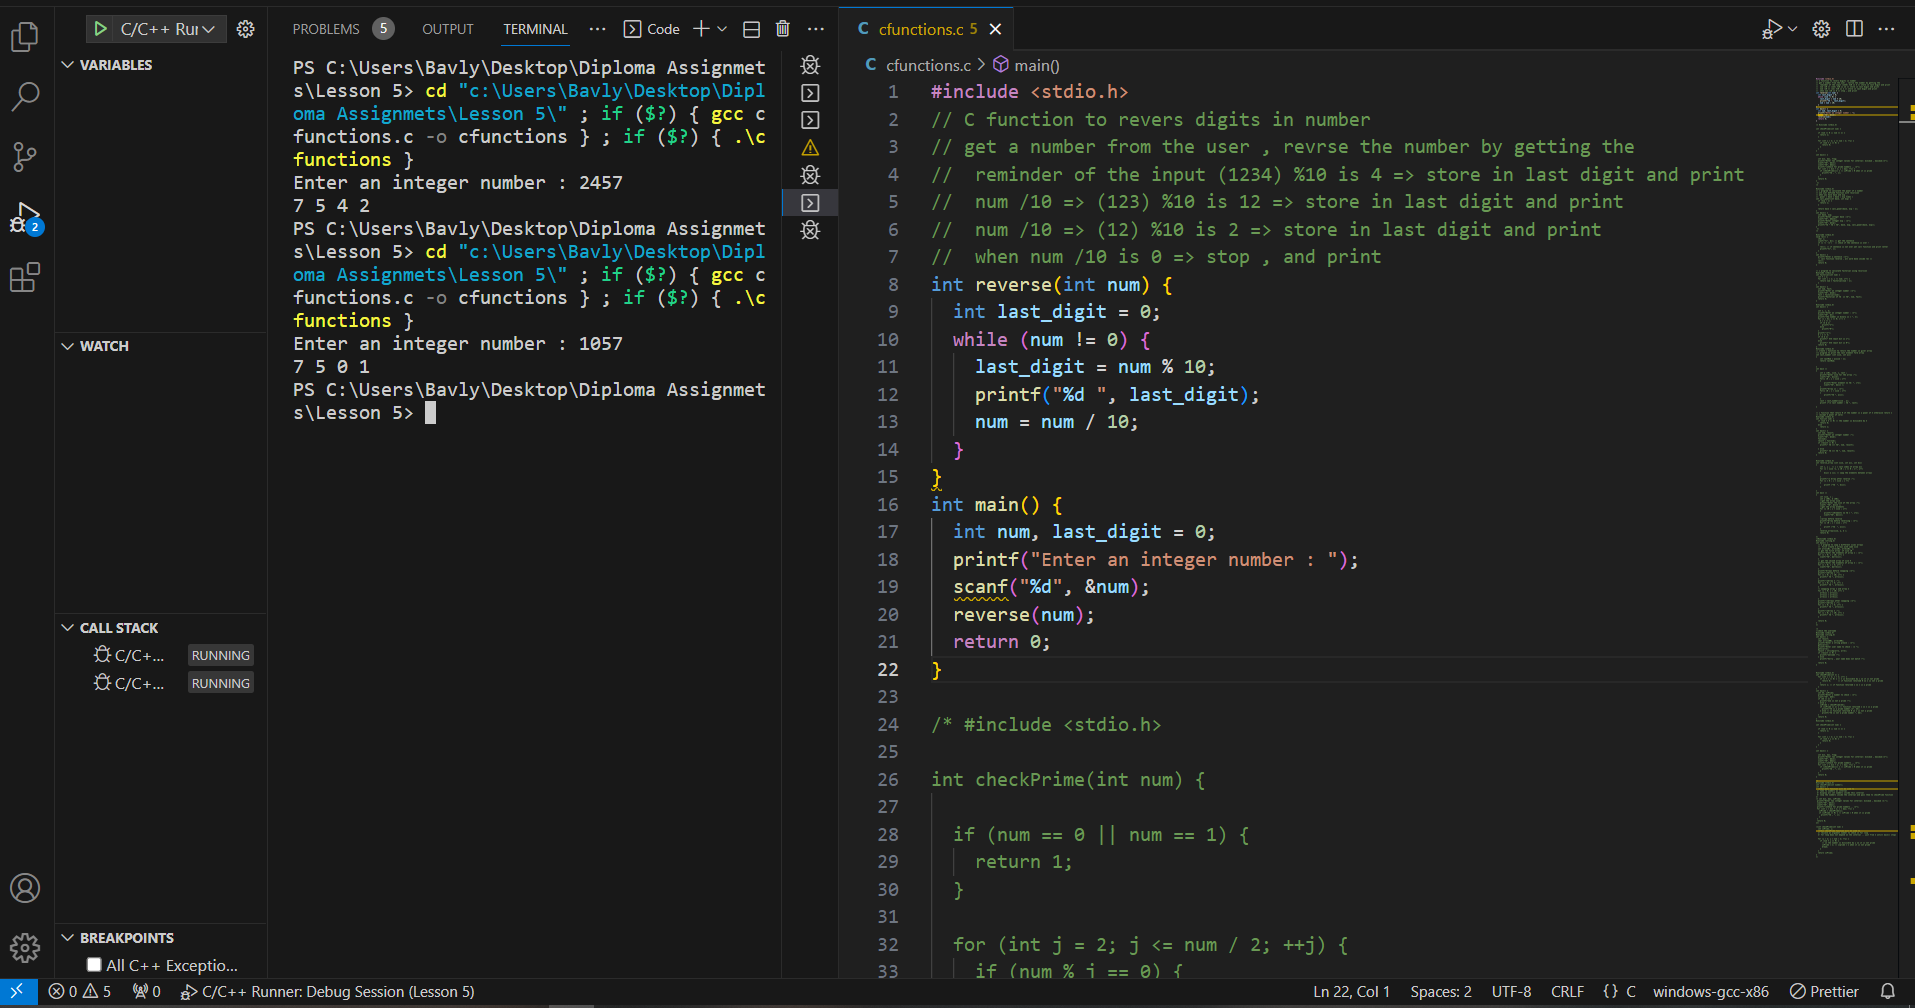 C/C++ Rur
VARIABLES
WATCH
CALL STACK
C/C+... RUNNING
C/C+... RUNNING
BREAKPOINTS
All C++ Exceptio...
PROBLEMS 5 OUTPUT TERMINAL ... Code
PS C:\Users\Bavly\Desktop\Diploma Assignmet
s\Lesson 5> cd "c:\Users\Bavly\Desktop\Dipl
oma Assignmets\Lesson 5\" ; if ($?) { gcc c
functions.c -o cfunctions } ; if ($?) { .\c
functions }
Enter an integer number : 2457
7 5 4 2
PS C:\Users\Bavly\Desktop\Diploma Assignmet
s\Lesson 5> cd "c:\Users\Bavly\Desktop\Dipl
oma Assignmets\Lesson 5\" ; if ($?) { gcc c
functions.c -o cfunctions } ; if ($?) { .\c
functions }
Enter an integer number : 1057
7 5 0 1
PS C:\Users\Bavly\Desktop\Diploma Assignmet
s\Lesson 5>
C cfunctions.c 5
C cfunctions.c > main()
1 #include <stdio.h>
2 // C function to revers digits in number
3 // get a number from the user , revrse the number by getting the
4 //  reminder of the input (1234) %10 is 4 => store in last digit and print
5 //  num /10 => (123) %10 is 12 => store in last digit and print
6 //  num /10 => (12) %10 is 2 => store in last digit and print
7 //  when num /10 is 0 => stop , and print
8 int reverse(int num) {
9   int last_digit = 0;
10   while (num != 0) {
11     last_digit = num % 10;
12     printf("%d ", last_digit);
13     num = num / 10;
14   }
15 }
16 int main() {
17   int num, last_digit = 0;
18   printf("Enter an integer number : ");
19   scanf("%d", &num);
20   reverse(num);
21   return 0;
22 }
23
24 /* #include <stdio.h>
25
26 int checkPrime(int num) {
27
28   if (num == 0 || num == 1) {
29     return 1;
30   }
31
32   for (int j = 2; j <= num / 2; ++j) {
33     if (num % j == 0) {
2
0 5 0 C/C++ Runner: Debug Session (Lesson 5)
Ln 22, Col 1 Spaces: 2 UTF-8 CRLF {} C windows-gcc-x86 Prettier